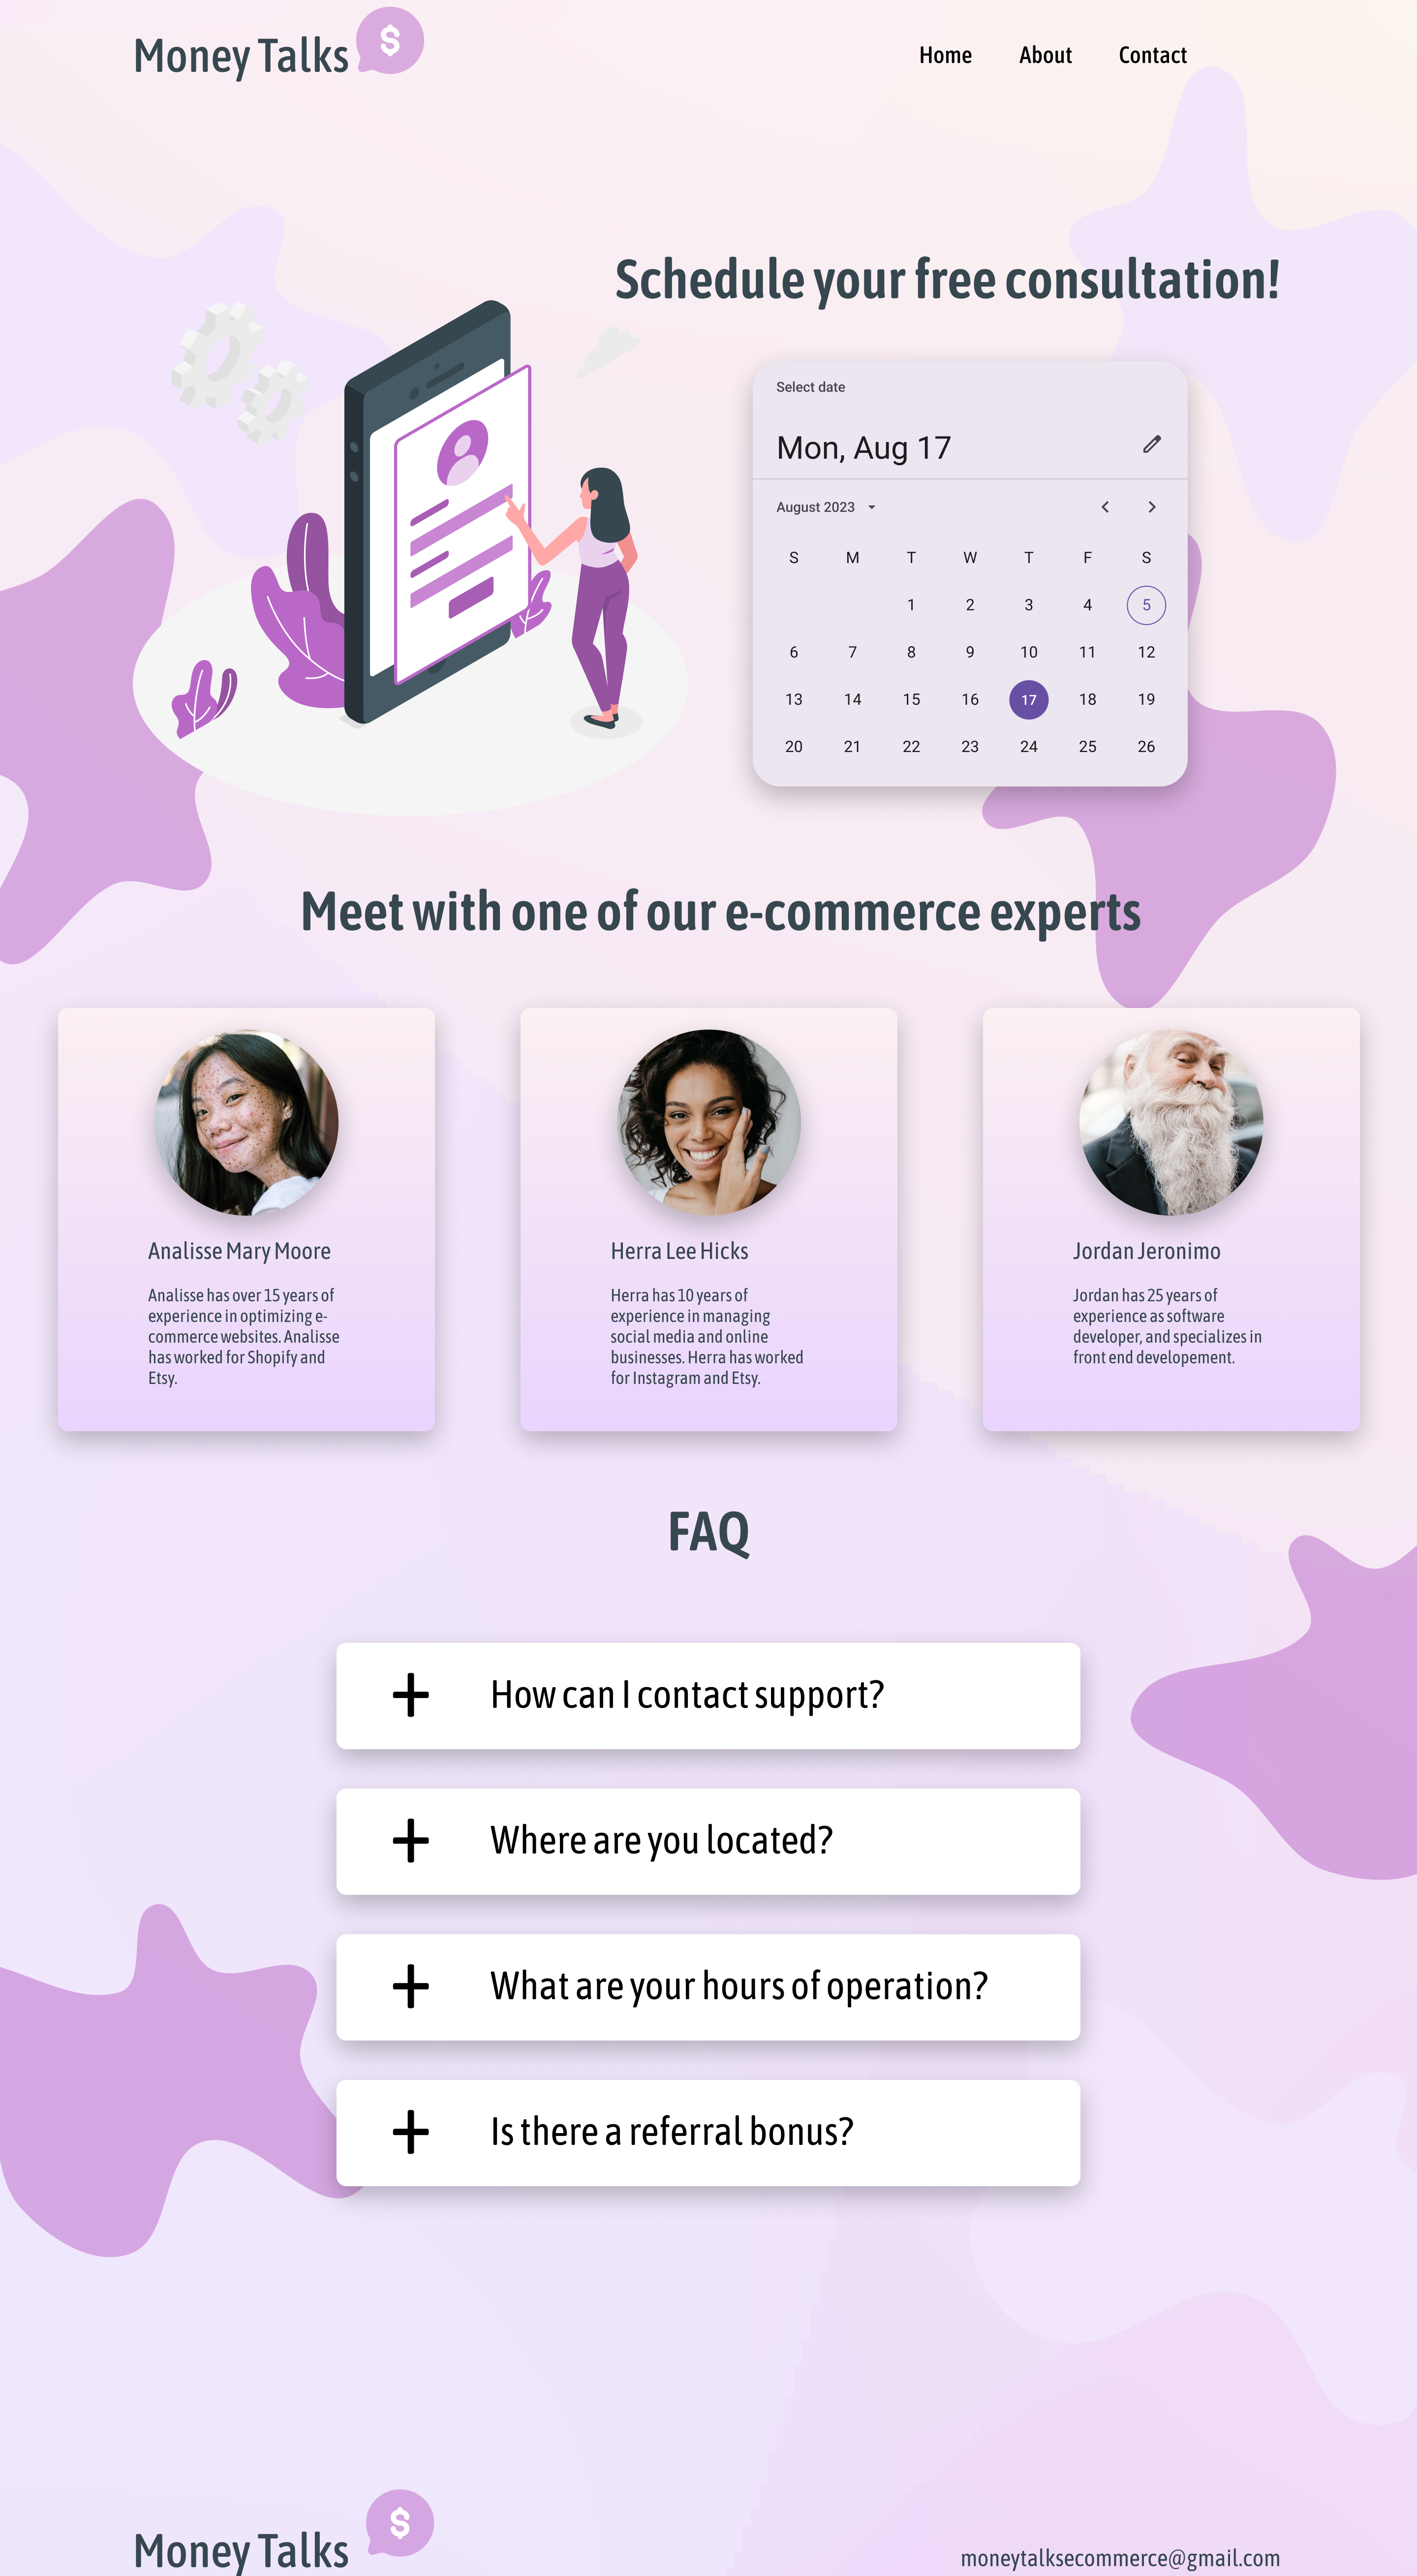 Money Talks
$
Home About Contact
Schedule your free consultation!
Select date
Mon, Aug 17
August 2023
S M T W T F S
1 2 3 4 5
6 7 8 9 10 11 12
13 14 15 16 17 18 19
20 21 22 23 24 25 26
Meet with one of our e-commerce experts
Analisse Mary Moore
Analisse has over 15 years of
experience in optimizing e-
commerce websites. Analisse
has worked for Shopify and
Etsy.
Herra Lee Hicks
Herra has 10 years of
experience in managing
social media and online
businesses. Herra has worked
for Instagram and Etsy.
Jordan Jeronimo
Jordan has 25 years of
experience as software
developer, and specializes in
front end developement.
FAQ
How can I contact support?
Where are you located?
What are your hours of operation?
Is there a referral bonus?
$
Money Talks
moneytalksecommerce@gmail.com